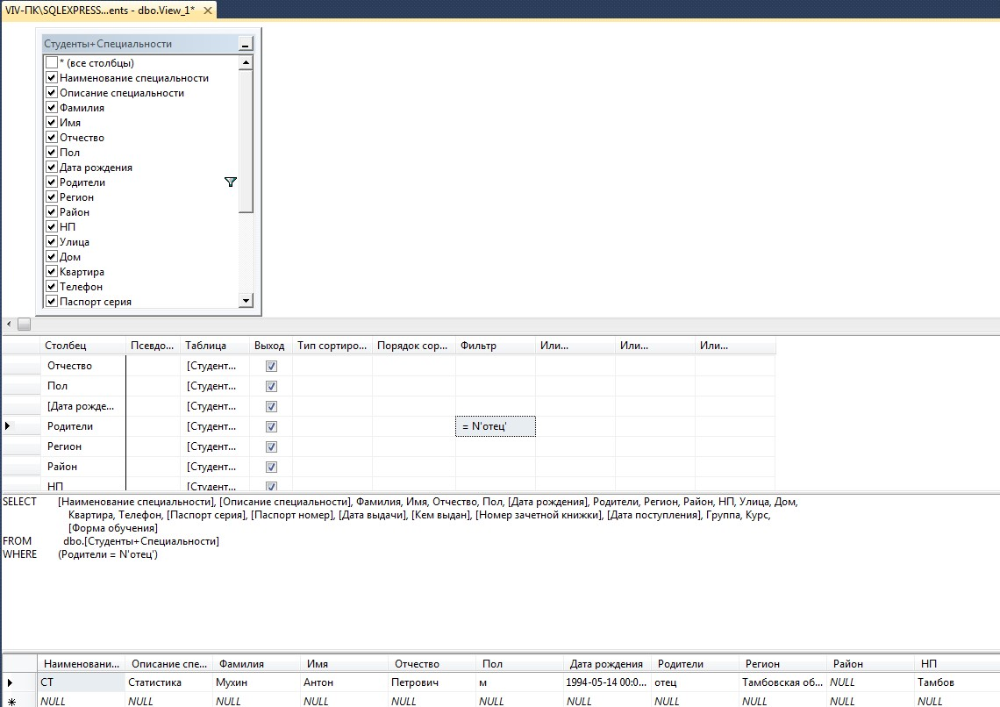 VIV-ПК\SQLEXPRESS...ents - dbo.View_1*
Студенты+Специальности
* (все столбцы)
Наименование специальности
Описание специальности
Фамилия
Имя
Отчество
Пол
Дата рождения
Родители
Регион
Район
НП
Улица
Дом
Квартира
Телефон
Паспорт серия
Столбец Псевдо... Таблица Выход Тип сортиро... Порядок сор... Фильтр Или... Или... Или...
Отчество [Студент...
Пол [Студент...
[Дата рожде... [Студент...
Родители [Студент... = N'отец'
Регион [Студент...
Район [Студент...
НП [Студент...
SELECT [Наименование специальности], [Описание специальности], Фамилия, Имя, Отчество, Пол, [Дата рождения], Родители, Регион, Район, НП, Улица, Дом,
Квартира, Телефон, [Паспорт серия], [Паспорт номер], [Дата выдачи], [Кем выдан], [Номер зачетной книжки], [Дата поступления], Группа, Курс,
[Форма обучения]
FROM dbo.[Студенты+Специальности]
WHERE (Родители = N'отец')
Наименовани... Описание спе... Фамилия Имя Отчество Пол Дата рождения Родители Регион Район НП
СТ Статистика Мухин Антон Петрович м 1994-05-14 00:0... отец Тамбовская об... NULL Тамбов
NULL NULL NULL NULL NULL NULL NULL NULL NULL NULL NULL